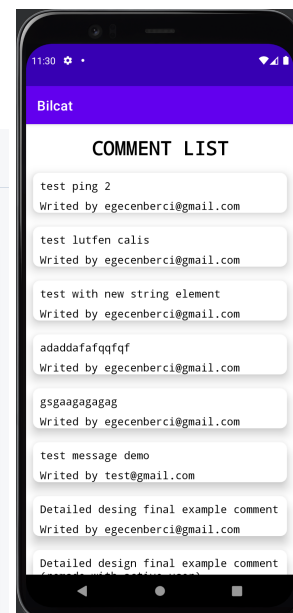 11:30
Bilcat
COMMENT LIST
test ping 2
Writed by egecenberci@gmail.com
test lutfen calis
Writed by egecenberci@gmail.com
test with new string element
Writed by egecenberci@gmail.com
adaddafafqqfqf
Writed by egecenberci@gmail.com
gsgaagagagag
Writed by egecenberci@gmail.com
test message demo
Writed by test@gmail.com
Detailed desing final example comment
Writed by egecenberci@gmail.com
Detailed design final example comment